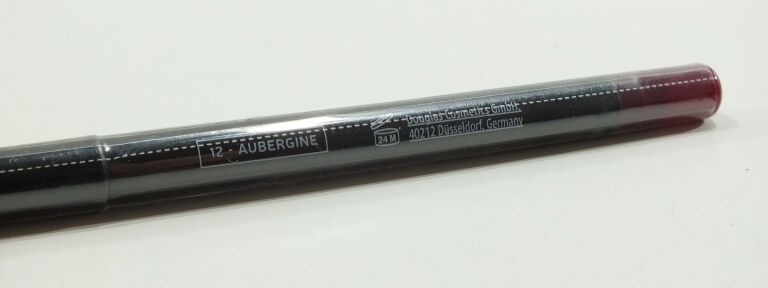 12 - AUBERGINE
24 M
Douglas Cosmetics GmbH.
40212 Düsseldorf, Germany